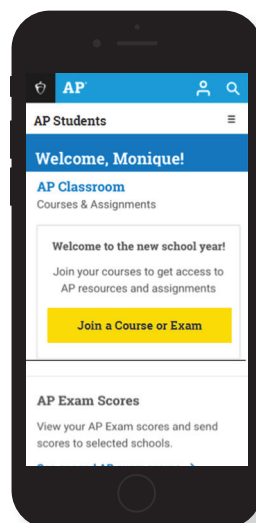 AP
AP Students
Welcome, Monique!
AP Classroom
Courses & Assignments
Welcome to the new school year!
Join your courses to get access to
AP resources and assignments
Join a Course or Exam
AP Exam Scores
View your AP Exam scores and send
scores to selected schools.